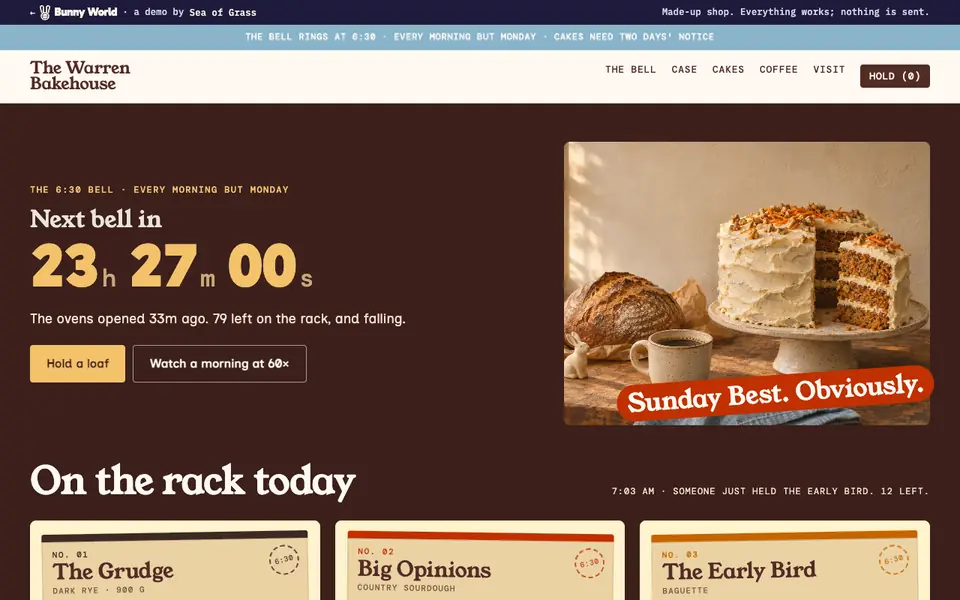 ← Bunny World · a demo by Sea of Grass
Made-up shop. Everything works; nothing is sent.
THE BELL RINGS AT 6:30 · EVERY MORNING BUT MONDAY · CAKES NEED TWO DAYS' NOTICE
The Warren
Bakehouse
THE BELL CASE CAKES COFFEE VISIT HOLD (0)
THE 6:30 BELL · EVERY MORNING BUT MONDAY
Next bell in
23h 27m 00s
The ovens opened 33m ago. 79 left on the rack, and falling.
Hold a loaf
Watch a morning at 60×
Sunday Best. Obviously.
On the rack today
7:03 AM · SOMEONE JUST HELD THE EARLY BIRD. 12 LEFT.
NO. 01
6:30
The Grudge
DARK RYE · 900 G
NO. 02
6:30
Big Opinions
COUNTRY SOURDOUGH
NO. 03
6:30
The Early Bird
BAGUETTE